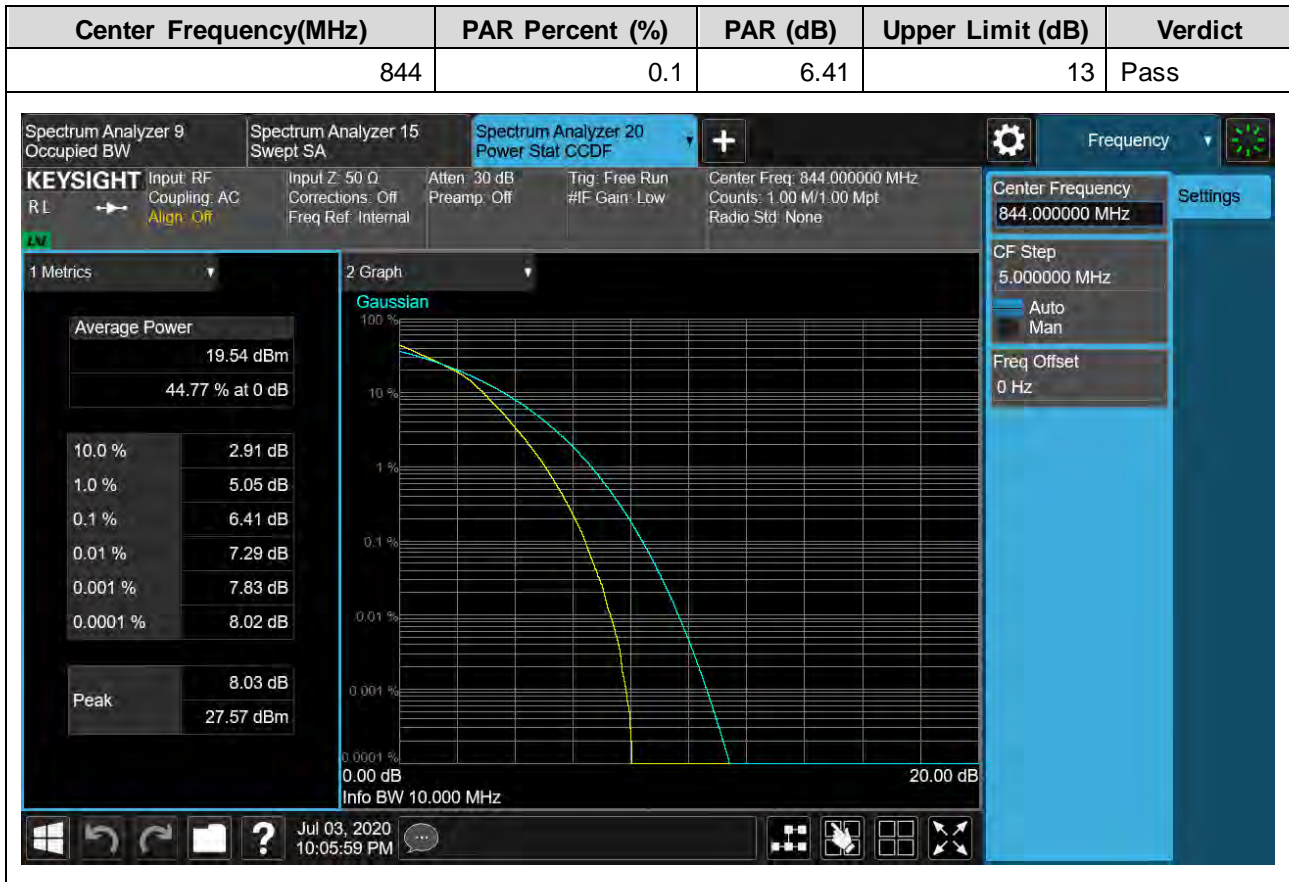 Center Frequency(MHz) PAR Percent (%) PAR (dB) Upper Limit (dB) Verdict
844 0.1 6.41 13 Pass
Spectrum Analyzer 9 Spectrum Analyzer 15 Spectrum Analyzer 20 Frequency
Occupied BW Swept SA Power Stat CCDF
KEYSIGHT Input: RF Input Z: 50 Ω Atten: 30 dB Trig: Free Run Center Freq: 844.000000 MHz
RL Coupling: AC Corrections: Off Preamp: Off #IF Gain: Low Counts: 1.00 M/1.00 Mpt
Align: Off Freq Ref: Internal Radio Std: None
LXI
Center Frequency Settings
844.000000 MHz
CF Step
5.000000 MHz
Auto
Man
Freq Offset
0 Hz
1 Metrics
Average Power
19.54 dBm
44.77 % at 0 dB
10.0 % 2.91 dB
1.0 % 5.05 dB
0.1 % 6.41 dB
0.01 % 7.29 dB
0.001 % 7.83 dB
0.0001 % 8.02 dB
Peak 8.03 dB
27.57 dBm
2 Graph
Gaussian
100 %
10 %
1 %
0.1 %
0.01 %
0.001 %
0.0001 %
0.00 dB 20.00 dB
Info BW 10.000 MHz
? Jul 03, 2020
10:05:59 PM